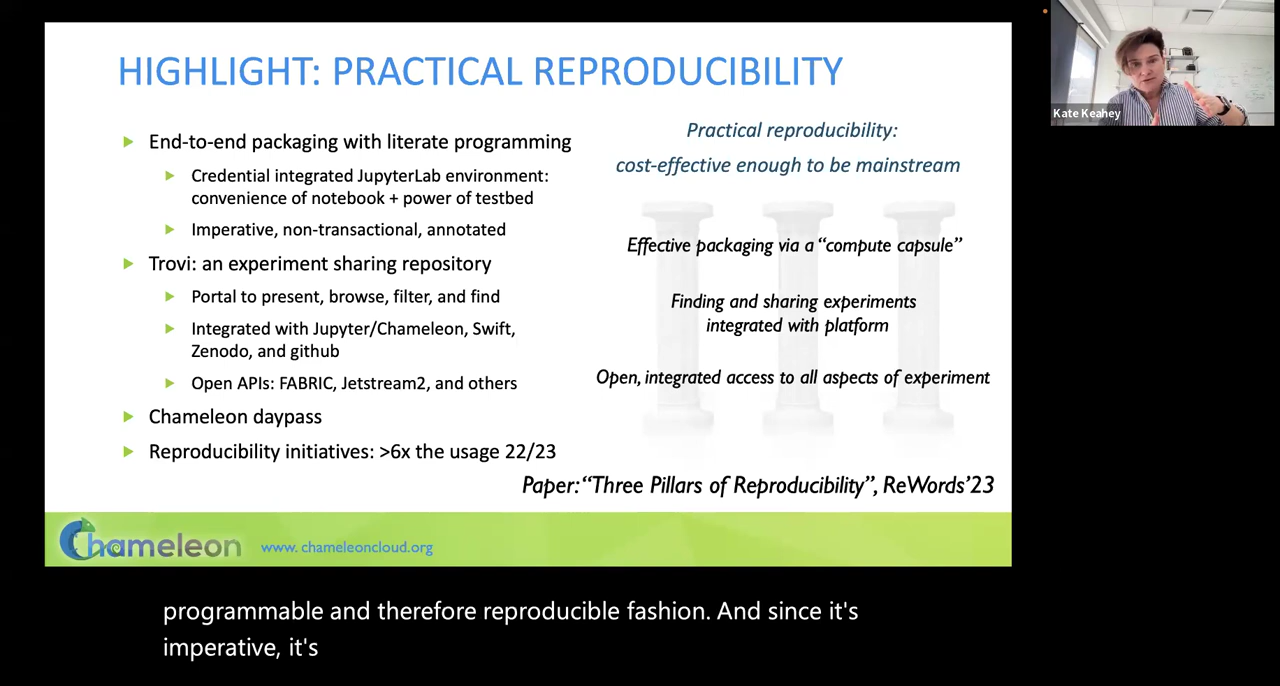 HIGHLIGHT: PRACTICAL REPRODUCIBILITY
End-to-end packaging with literate programming
Credential integrated JupyterLab environment:
convenience of notebook + power of testbed
Imperative, non-transactional, annotated
Trovi: an experiment sharing repository
Portal to present, browse, filter, and find
Integrated with Jupyter/Chameleon, Swift,
Zenodo, and github
Open APIs: FABRIC, Jetstream2, and others
Chameleon daypass
Reproducibility initiatives: >6x the usage 22/23
Practical reproducibility:
cost-effective enough to be mainstream
Effective packaging via a “compute capsule”
Finding and sharing experiments
integrated with platform
Open, integrated access to all aspects of experiment
Paper: “Three Pillars of Reproducibility”, ReWords’23
Chameleon
www. chameleoncloud.org
Kate Keahey
programmable and therefore reproducible fashion. And since it's
imperative, it's